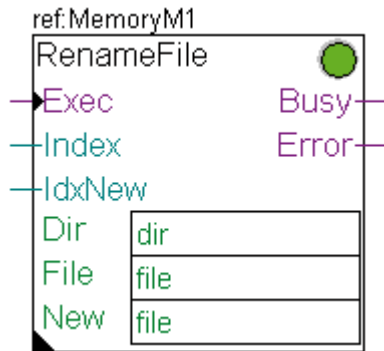 ref:MemoryM1
RenameFile
Exec Busy
Index Error
IdxNew
Dir dir
File file
New file